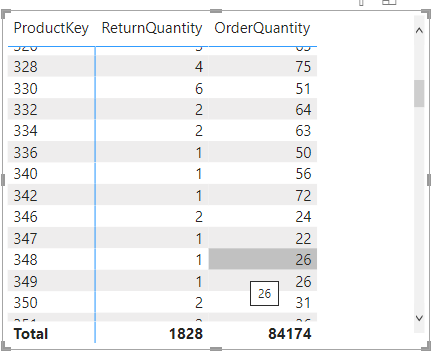 ProductKey ReturnQuantity OrderQuantity
328 4 75
330 6 51
332 2 64
334 2 63
336 1 50
340 1 56
342 1 72
346 2 24
347 1 22
348 1 26
349 1 26
26
350 2 31
Total 1828 84174